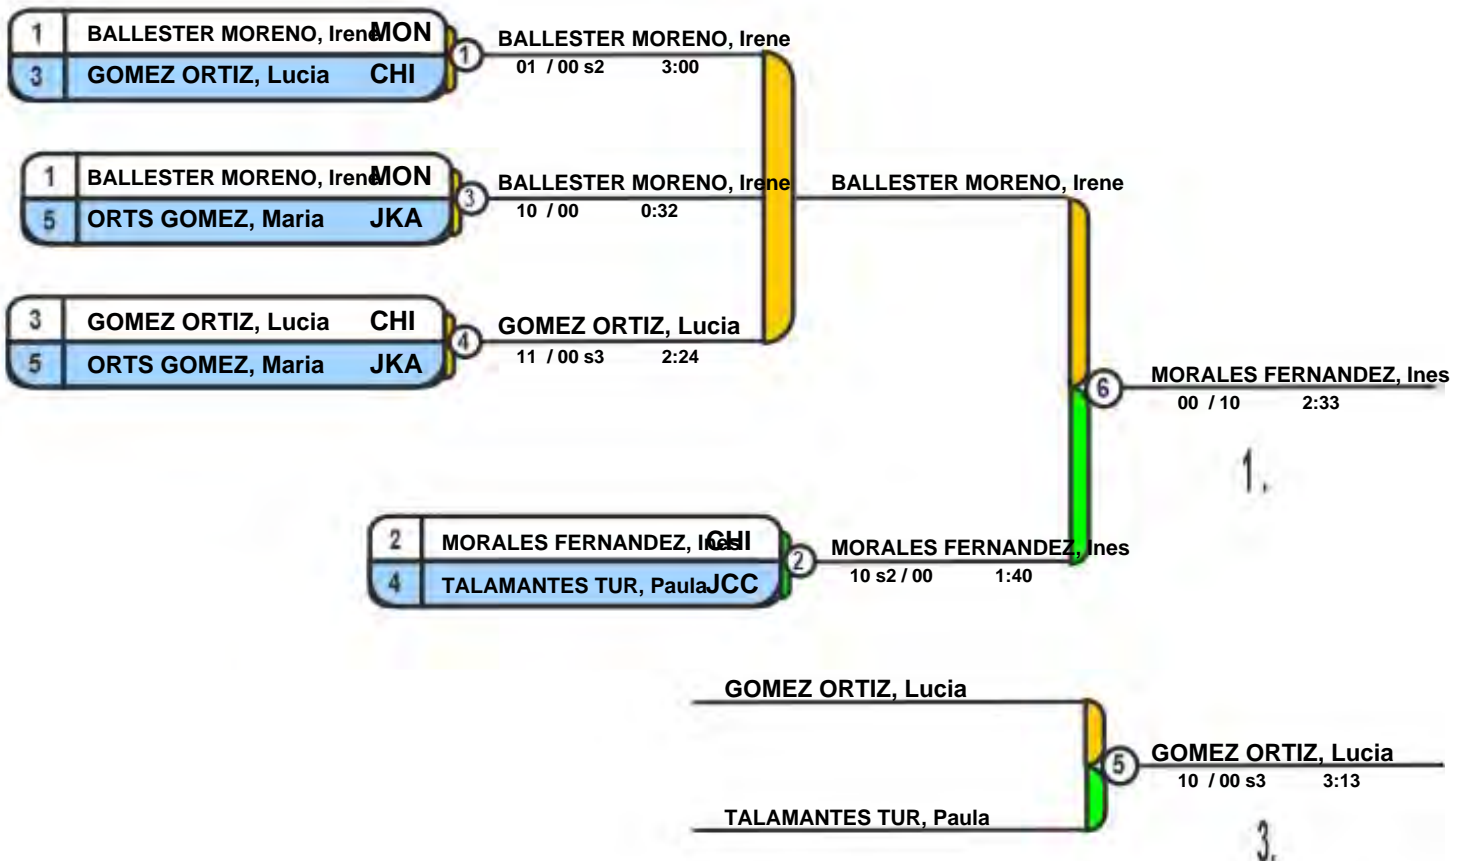 1 BALLESTER MORENO, Irene MON
3 GOMEZ ORTIZ, Lucia CHI
1 BALLESTER MORENO, Irene
01 / 00 s2 3:00
1 BALLESTER MORENO, Irene MON
5 ORTS GOMEZ, Maria JKA
3 BALLESTER MORENO, Irene
10 / 00 0:32
BALLESTER MORENO, Irene
3 GOMEZ ORTIZ, Lucia CHI
5 ORTS GOMEZ, Maria JKA
4 GOMEZ ORTIZ, Lucia
11 / 00 s3 2:24
6 MORALES FERNANDEZ, Ines
00 / 10 2:33
1.
2 MORALES FERNANDEZ, Ines CHI
4 TALAMANTES TUR, Paula JCC
2 MORALES FERNANDEZ, Ines
10 s2 / 00 1:40
GOMEZ ORTIZ, Lucia
5 GOMEZ ORTIZ, Lucia
10 / 00 s3 3:13
TALAMANTES TUR, Paula
3.